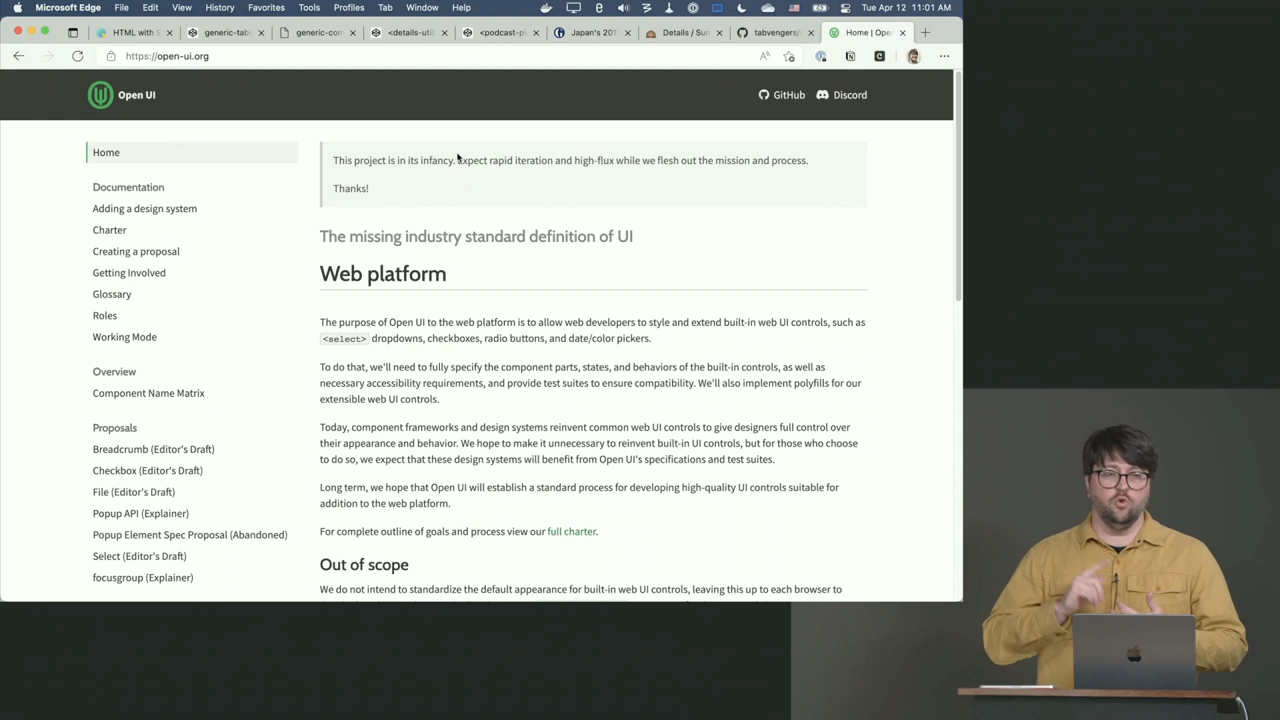 Microsoft Edge File Edit View History Favorites Tools Profiles Tab Window Help Tue Apr 12 11:01 AM
HTML with S generic-tab generic-con <details-util <podcast-pl Japan's 201 Details / Sun tabvengers/ Home | Open
https://open-ui.org
Open UI
GitHub Discord
Home
Documentation
Adding a design system
Charter
Creating a proposal
Getting Involved
Glossary
Roles
Working Mode
Overview
Component Name Matrix
Proposals
Breadcrumb (Editor's Draft)
Checkbox (Editor's Draft)
File (Editor's Draft)
Popup API (Explainer)
Popup Element Spec Proposal (Abandoned)
Select (Editor's Draft)
focusgroup (Explainer)
This project is in its infancy. Expect rapid iteration and high-flux while we flesh out the mission and process.
Thanks!
The missing industry standard definition of UI
Web platform
The purpose of Open UI to the web platform is to allow web developers to style and extend built-in web UI controls, such as
<select> dropdowns, checkboxes, radio buttons, and date/color pickers.
To do that, we'll need to fully specify the component parts, states, and behaviors of the built-in controls, as well as
necessary accessibility requirements, and provide test suites to ensure compatibility. We'll also implement polyfills for our
extensible web UI controls.
Today, component frameworks and design systems reinvent common web UI controls to give designers full control over
their appearance and behavior. We hope to make it unnecessary to reinvent built-in UI controls, but for those who choose
to do so, we expect that these design systems will benefit from Open UI's specifications and test suites.
Long term, we hope that Open UI will establish a standard process for developing high-quality UI controls suitable for
addition to the web platform.
For complete outline of goals and process view our full charter.
Out of scope
We do not intend to standardize the default appearance for built-in web UI controls, leaving this up to each browser to